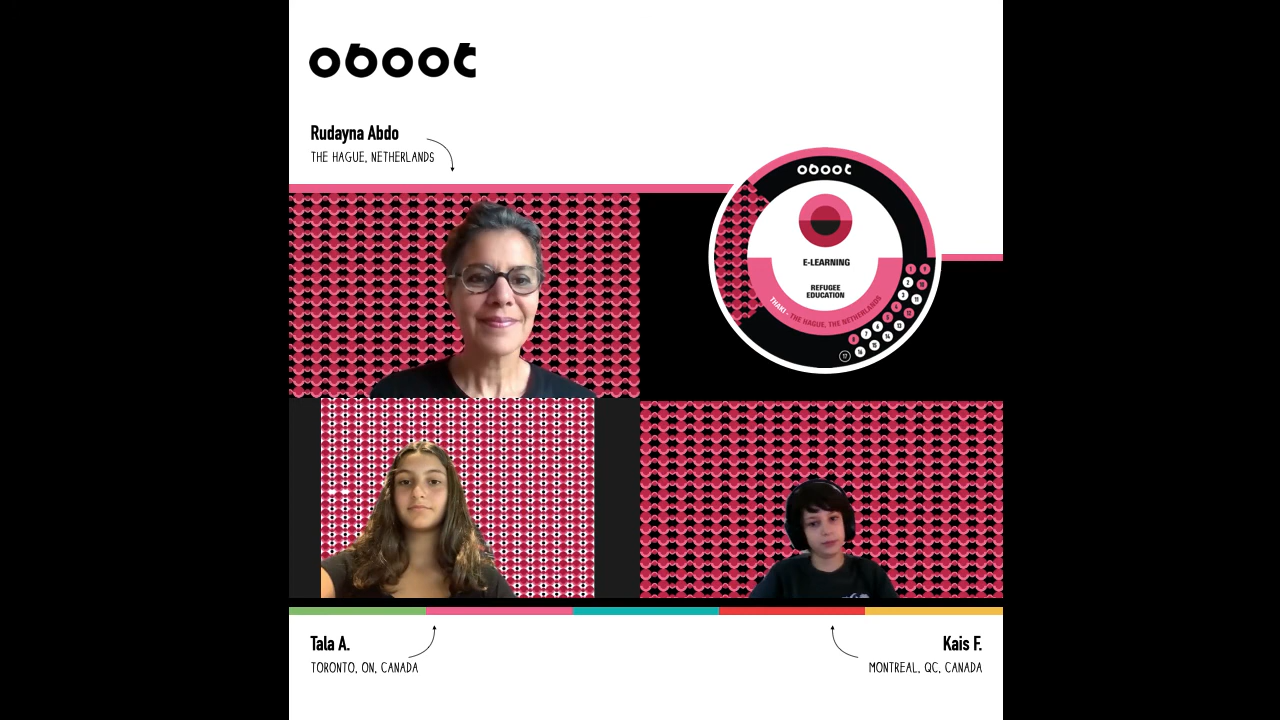 oboot
Rudayna Abdo
THE HAGUE, NETHERLANDS
oboot
E-LEARNING
REFUGEE
EDUCATION
THAKI - THE HAGUE, THE NETHERLANDS
Tala A.
TORONTO, ON, CANADA
Kais F.
MONTREAL, QC, CANADA